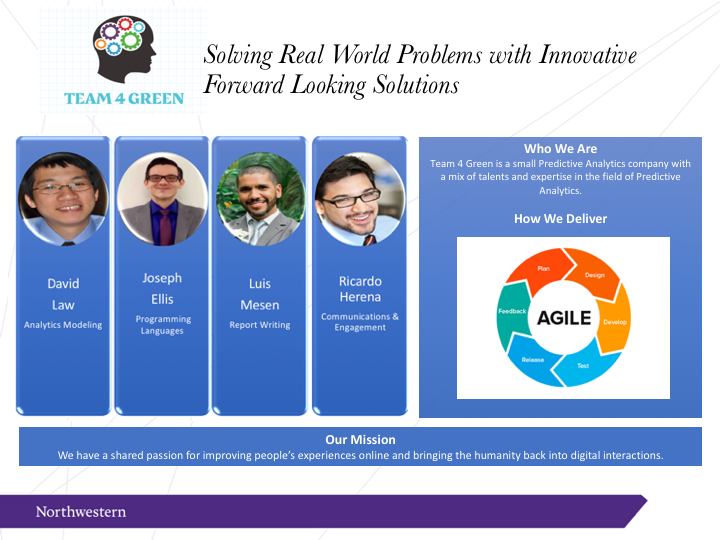 Solving Real World Problems with Innovative
Forward Looking Solutions
TEAM 4 GREEN
David
Law
Analytics Modeling
Joseph
Ellis
Programming
Languages
Luis
Mesen
Report Writing
Ricardo
Herena
Communications &
Engagement
Who We Are
Team 4 Green is a small Predictive Analytics company with
a mix of talents and expertise in the field of Predictive
Analytics.
How We Deliver
Plan
Design
Develop
Test
Release
Feedback
AGILE
Our Mission
We have a shared passion for improving people's experiences online and bringing the humanity back into digital interactions.
Northwestern